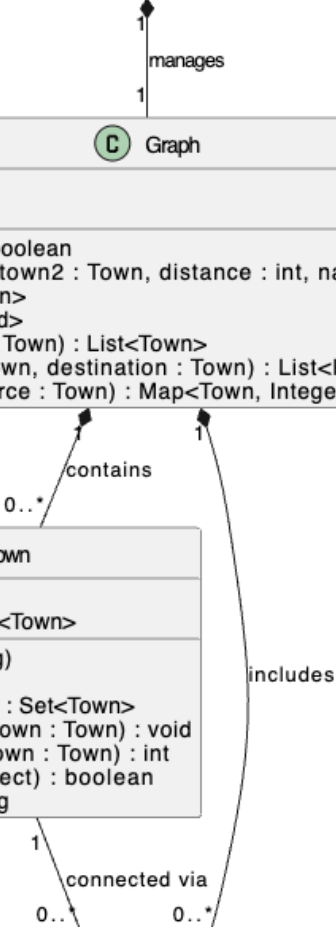 1
manages
1
C Graph
boolean
town2 : Town, distance : int, na
n>
d>
Town) : List<Town>
wn, destination : Town) : List<
rce : Town) : Map<Town, Intege
1
1
contains
0..*
own
<Town>
g)
: Set<Town>
own : Town) : void
own : Town) : int
ect) : boolean
g
includes
1
connected via
0..*
0..*